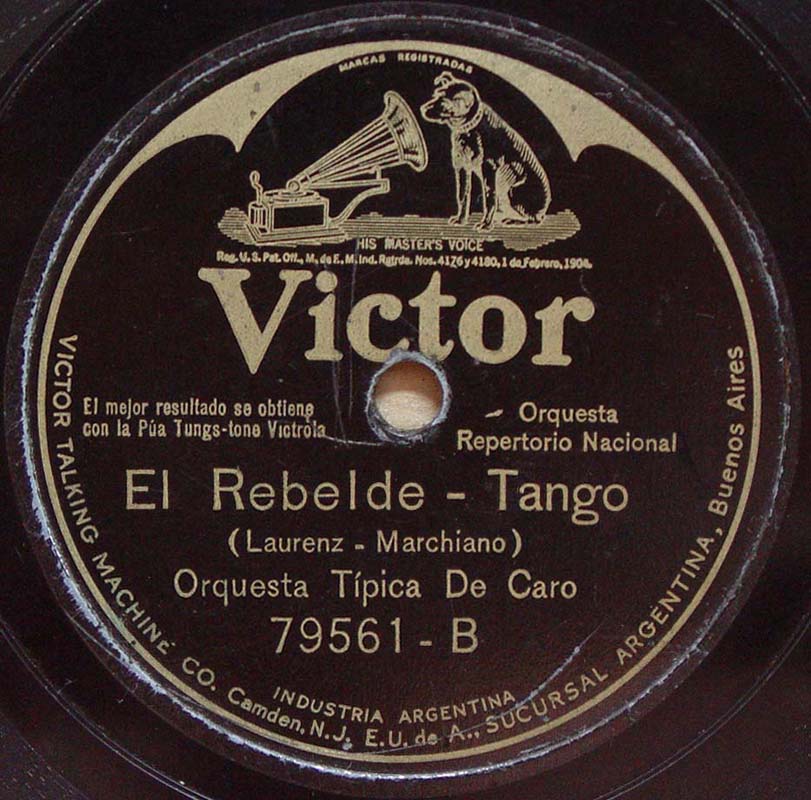 MARCAS REGISTRADAS
HIS MASTER'S VOICE
Reg. U. S. Pat. Off., M. de F., M. Ind. Rgtrda. Nos. 4176 y 4180, 1 de Febrero, 1904.
Victor
El mejor resultado se obtiene
con la Púa Tungs-tone Victrola
Orquesta
Repertorio Nacional
El Rebelde - Tango
(Laurenz - Marchiano)
Orquesta Típica De Caro
79561 - B
INDUSTRIA ARGENTINA
VICTOR TALKING MACHINE CO. Camden, N.J. E.U. de A., SUCURSAL ARGENTINA, Buenos Aires